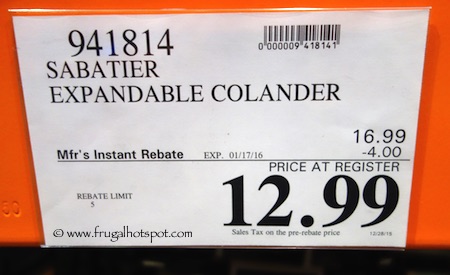 941814
0000009418141
SABATIER
EXPANDABLE COLANDER
16.99
Mfr's Instant Rebate EXP. 01/17/16 -4.00
PRICE AT REGISTER
12.99
REBATE LIMIT
5
Sales Tax on the pre-rebate price
12/28/15
© www.frugalhotspot.com